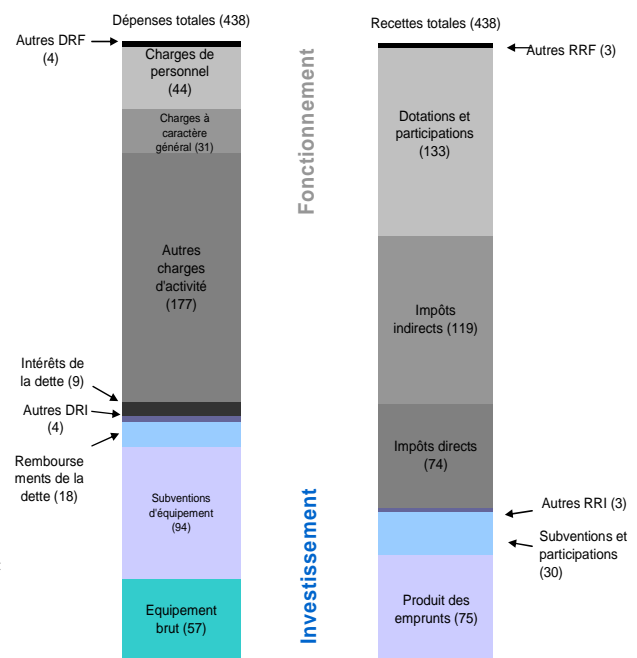 Dépenses totales (438)
Autres DRF
(4)
Charges de
personnel
(44)
Charges à
caractère
général (31)
Autres
charges
d'activité
(177)
Intérêts de
la dette (9)
Autres DRI
(4)
Rembourse
ments de la
dette (18)
Subventions
d'équipement
(94)
Equipement
brut (57)
Fonctionnement
Investissement
Recettes totales (438)
Autres RRF (3)
Dotations et
participations
(133)
Impôts
indirects (119)
Impôts directs
(74)
Autres RRI (3)
Subventions et
participations
(30)
Produit des
emprunts (75)